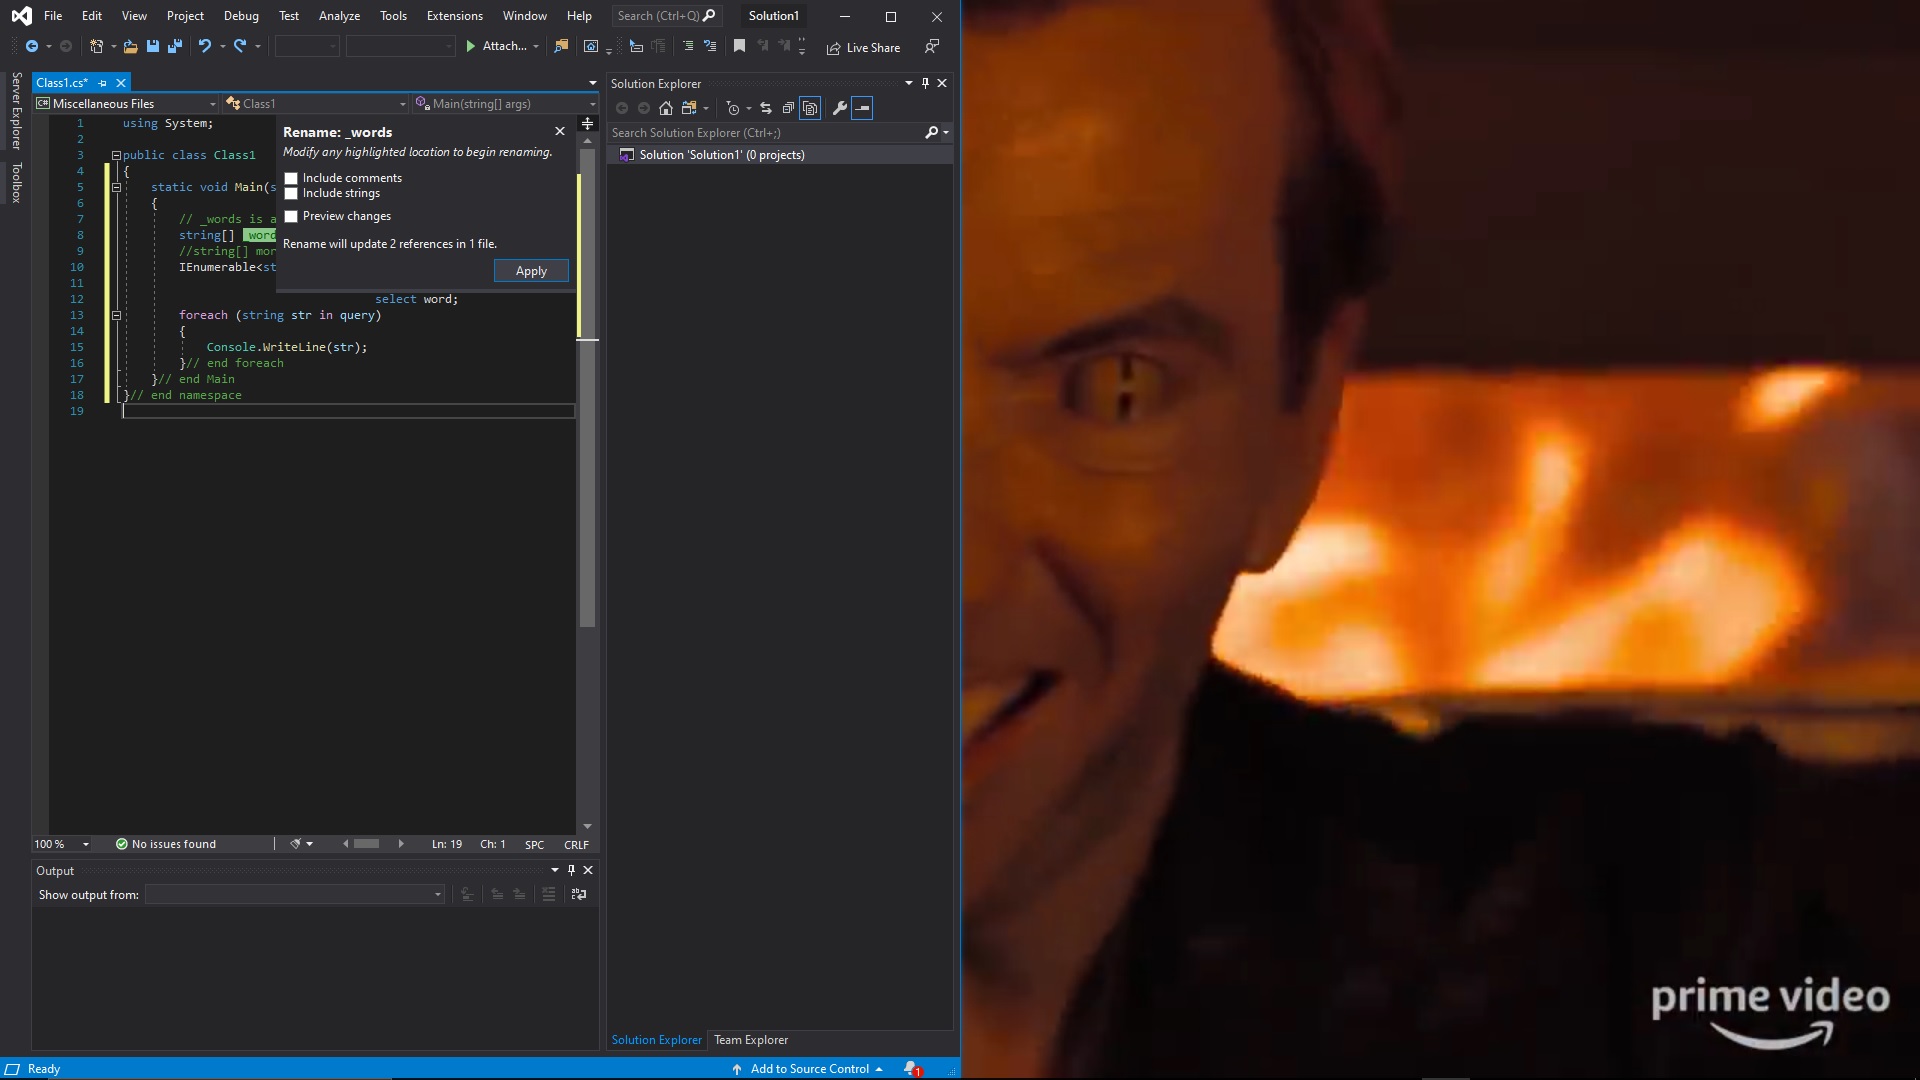 File Edit View Project Debug Test Analyze Tools Extensions Window Help Search (Ctrl+Q) Solution1
Attach... Live Share
Server Explorer
Toolbox
Class1.cs*
Miscellaneous Files Class1 Main(string[] args)
1 using System;
2
3 public class Class1
4 {
5 static void Main(s
6 {
7 // _words is a
8 string[] _word
9 //string[] mor
10 IEnumerable<st
11
12 select word;
13 foreach (string str in query)
14 {
15 Console.WriteLine(str);
16 }// end foreach
17 }// end Main
18 }// end namespace
19
Rename: _words
Modify any highlighted location to begin renaming.
Include comments
Include strings
Preview changes
Rename will update 2 references in 1 file.
Apply
100 % No issues found Ln: 19 Ch: 1 SPC CRLF
Output
Show output from:
Solution Explorer
Search Solution Explorer (Ctrl+;)
Solution 'Solution1' (0 projects)
Solution Explorer Team Explorer
Ready Add to Source Control 1
prime video